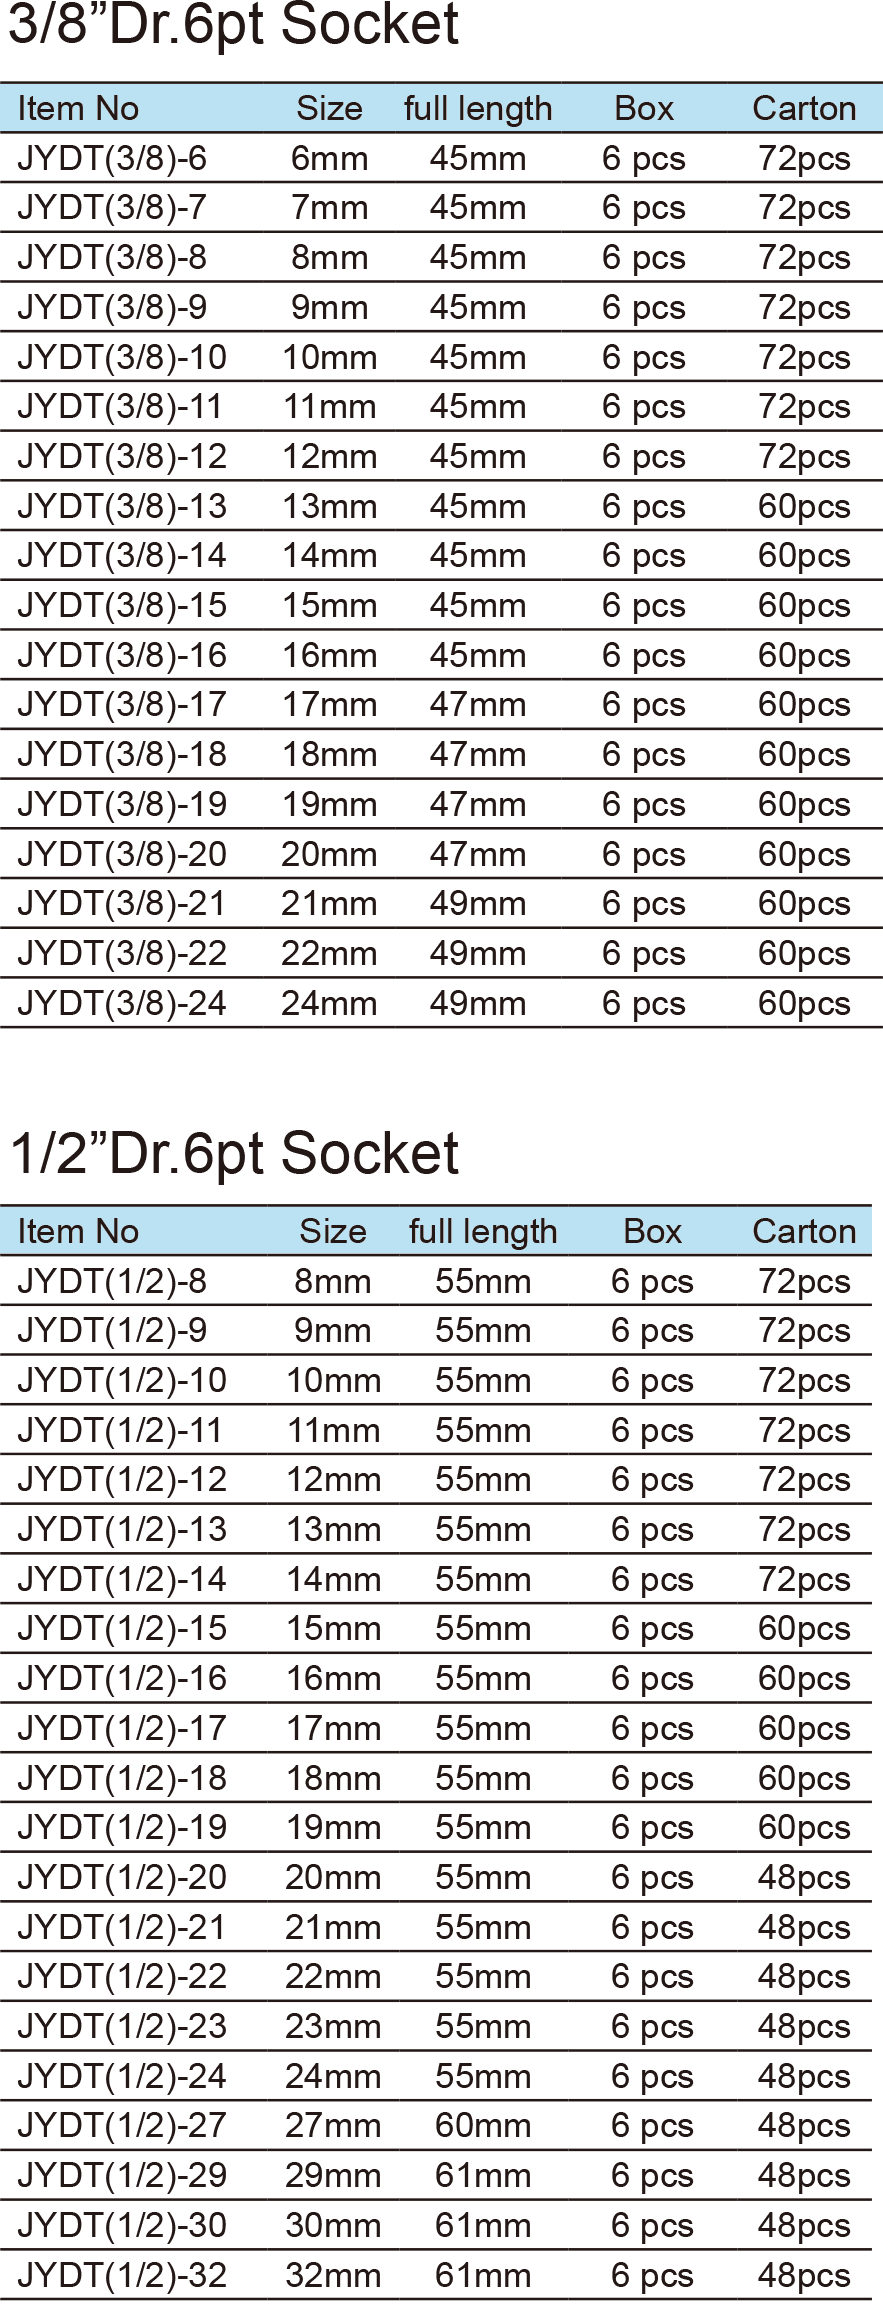 3/8”Dr.6pt Socket
Item No Size full length Box Carton
JYDT(3/8)-6 6mm 45mm 6 pcs 72pcs
JYDT(3/8)-7 7mm 45mm 6 pcs 72pcs
JYDT(3/8)-8 8mm 45mm 6 pcs 72pcs
JYDT(3/8)-9 9mm 45mm 6 pcs 72pcs
JYDT(3/8)-10 10mm 45mm 6 pcs 72pcs
JYDT(3/8)-11 11mm 45mm 6 pcs 72pcs
JYDT(3/8)-12 12mm 45mm 6 pcs 72pcs
JYDT(3/8)-13 13mm 45mm 6 pcs 60pcs
JYDT(3/8)-14 14mm 45mm 6 pcs 60pcs
JYDT(3/8)-15 15mm 45mm 6 pcs 60pcs
JYDT(3/8)-16 16mm 45mm 6 pcs 60pcs
JYDT(3/8)-17 17mm 47mm 6 pcs 60pcs
JYDT(3/8)-18 18mm 47mm 6 pcs 60pcs
JYDT(3/8)-19 19mm 47mm 6 pcs 60pcs
JYDT(3/8)-20 20mm 47mm 6 pcs 60pcs
JYDT(3/8)-21 21mm 49mm 6 pcs 60pcs
JYDT(3/8)-22 22mm 49mm 6 pcs 60pcs
JYDT(3/8)-24 24mm 49mm 6 pcs 60pcs
1/2”Dr.6pt Socket
Item No Size full length Box Carton
JYDT(1/2)-8 8mm 55mm 6 pcs 72pcs
JYDT(1/2)-9 9mm 55mm 6 pcs 72pcs
JYDT(1/2)-10 10mm 55mm 6 pcs 72pcs
JYDT(1/2)-11 11mm 55mm 6 pcs 72pcs
JYDT(1/2)-12 12mm 55mm 6 pcs 72pcs
JYDT(1/2)-13 13mm 55mm 6 pcs 72pcs
JYDT(1/2)-14 14mm 55mm 6 pcs 72pcs
JYDT(1/2)-15 15mm 55mm 6 pcs 60pcs
JYDT(1/2)-16 16mm 55mm 6 pcs 60pcs
JYDT(1/2)-17 17mm 55mm 6 pcs 60pcs
JYDT(1/2)-18 18mm 55mm 6 pcs 60pcs
JYDT(1/2)-19 19mm 55mm 6 pcs 60pcs
JYDT(1/2)-20 20mm 55mm 6 pcs 48pcs
JYDT(1/2)-21 21mm 55mm 6 pcs 48pcs
JYDT(1/2)-22 22mm 55mm 6 pcs 48pcs
JYDT(1/2)-23 23mm 55mm 6 pcs 48pcs
JYDT(1/2)-24 24mm 55mm 6 pcs 48pcs
JYDT(1/2)-27 27mm 60mm 6 pcs 48pcs
JYDT(1/2)-29 29mm 61mm 6 pcs 48pcs
JYDT(1/2)-30 30mm 61mm 6 pcs 48pcs
JYDT(1/2)-32 32mm 61mm 6 pcs 48pcs